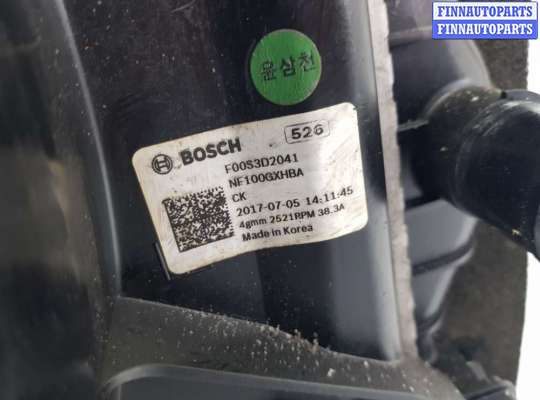 FINNAUTOPARTS
FINNAUTOPARTS
윤삼천
BOSCH
526
F00S3D2041
NF100GXHBA
CK
2017-07-05 14:11:45
4gmm 2521RPM 38.3A
Made in Korea